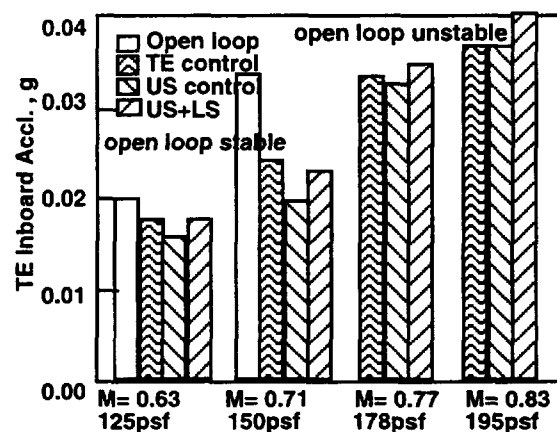 0.04
0.03
0.02
0.01
0.00
TE Inboard Accl., g
Open loop
TE control
US control
US+LS
open loop stable
open loop unstable
M= 0.63
125psf
M= 0.71
150psf
M= 0.77
178psf
M= 0.83
195psf